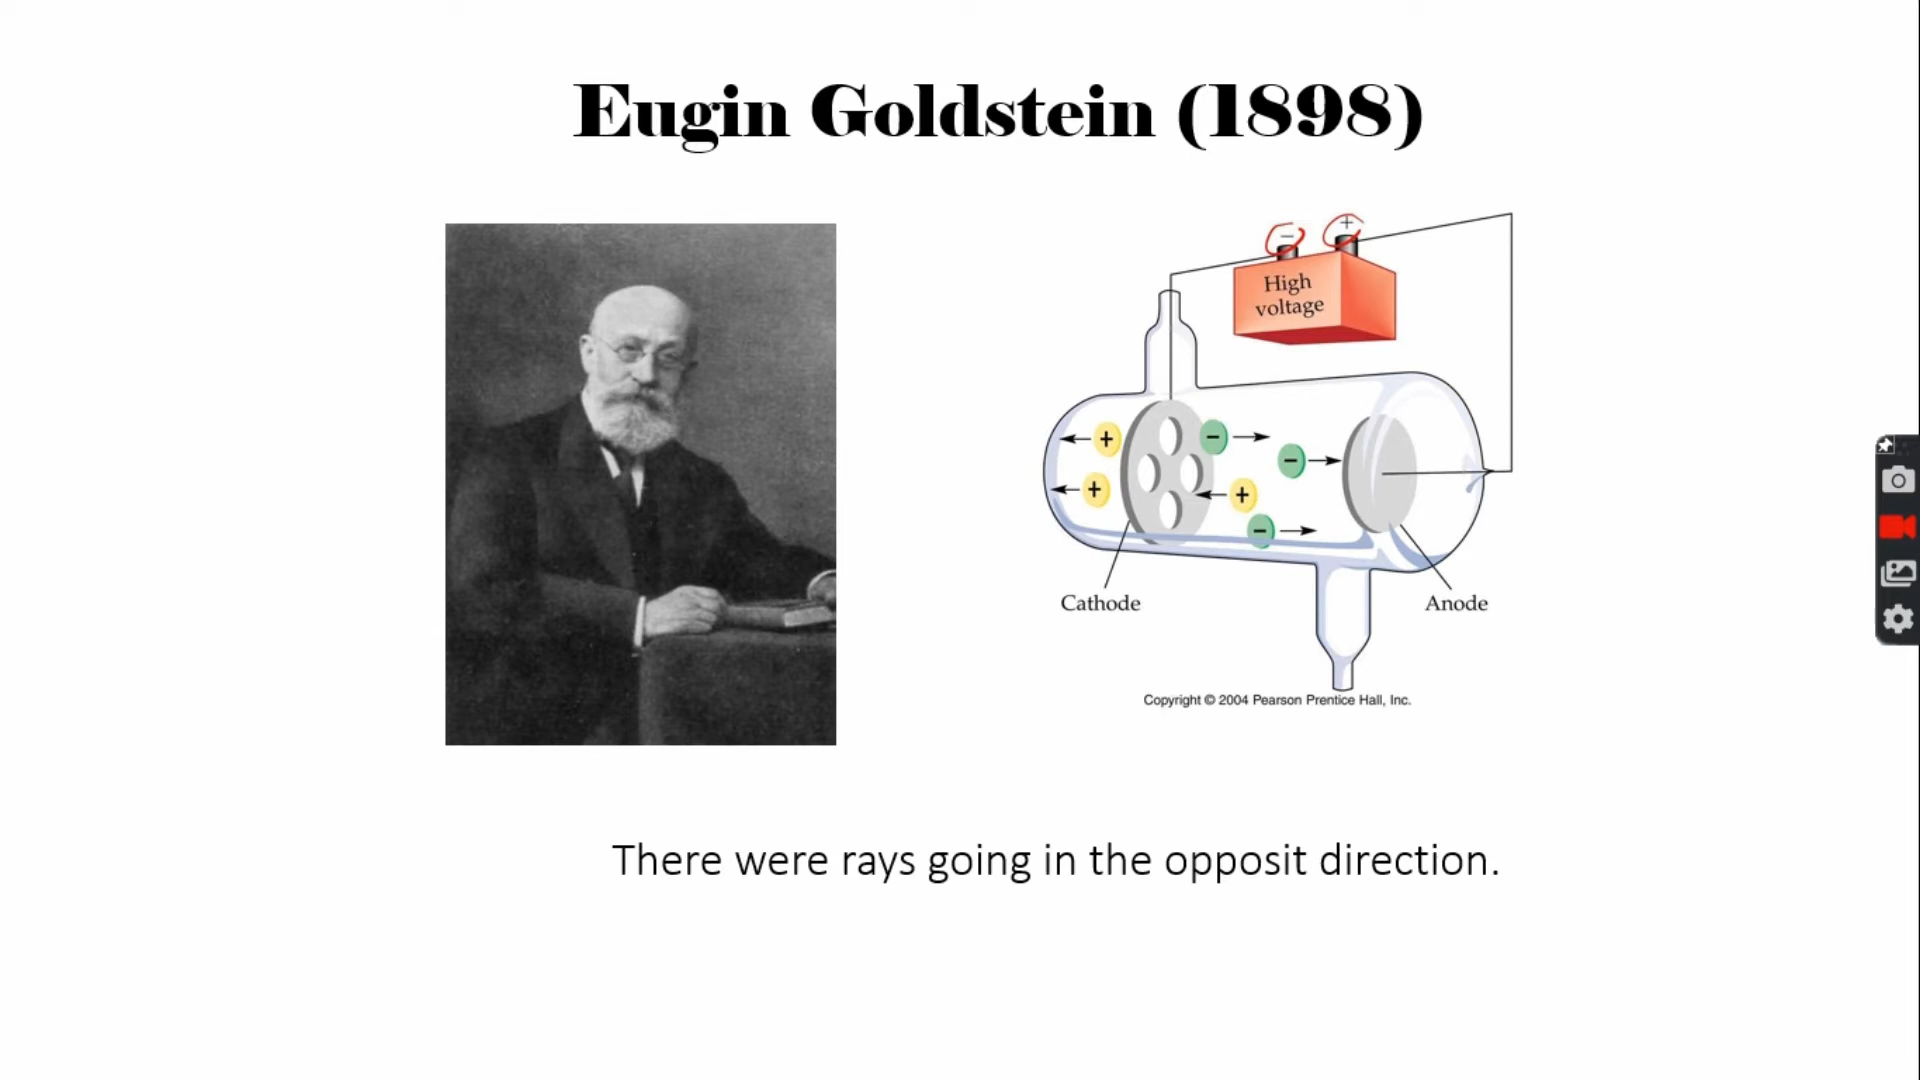 Eugin Goldstein (1898)
− +
High
voltage
+ − −
+ + −
Cathode
Anode
Copyright © 2004 Pearson Prentice Hall, Inc.
There were rays going in the opposit direction.